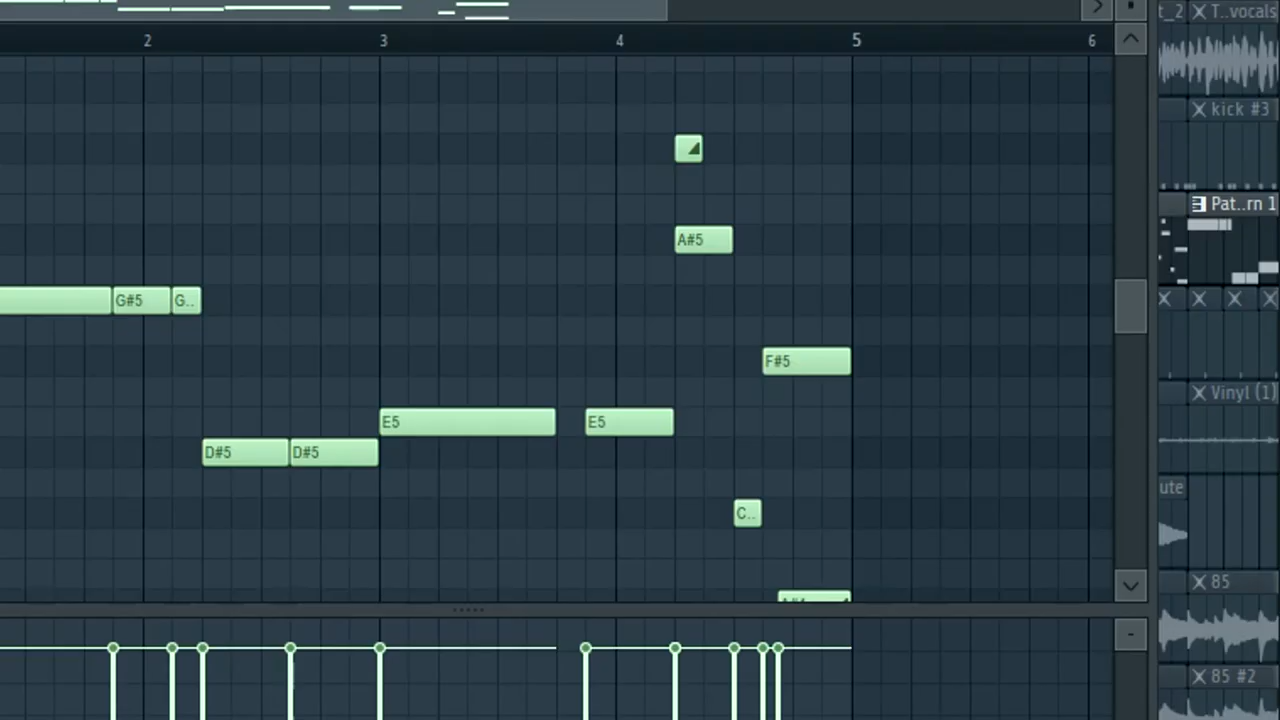 2 3 4 5 6
t_2 T..vocals
kick #3
Pat..rn 1
A#5
G#5 G..
F#5
Vinyl (1)
E5 E5
D#5 D#5
ute
C..
85
-
85 #2